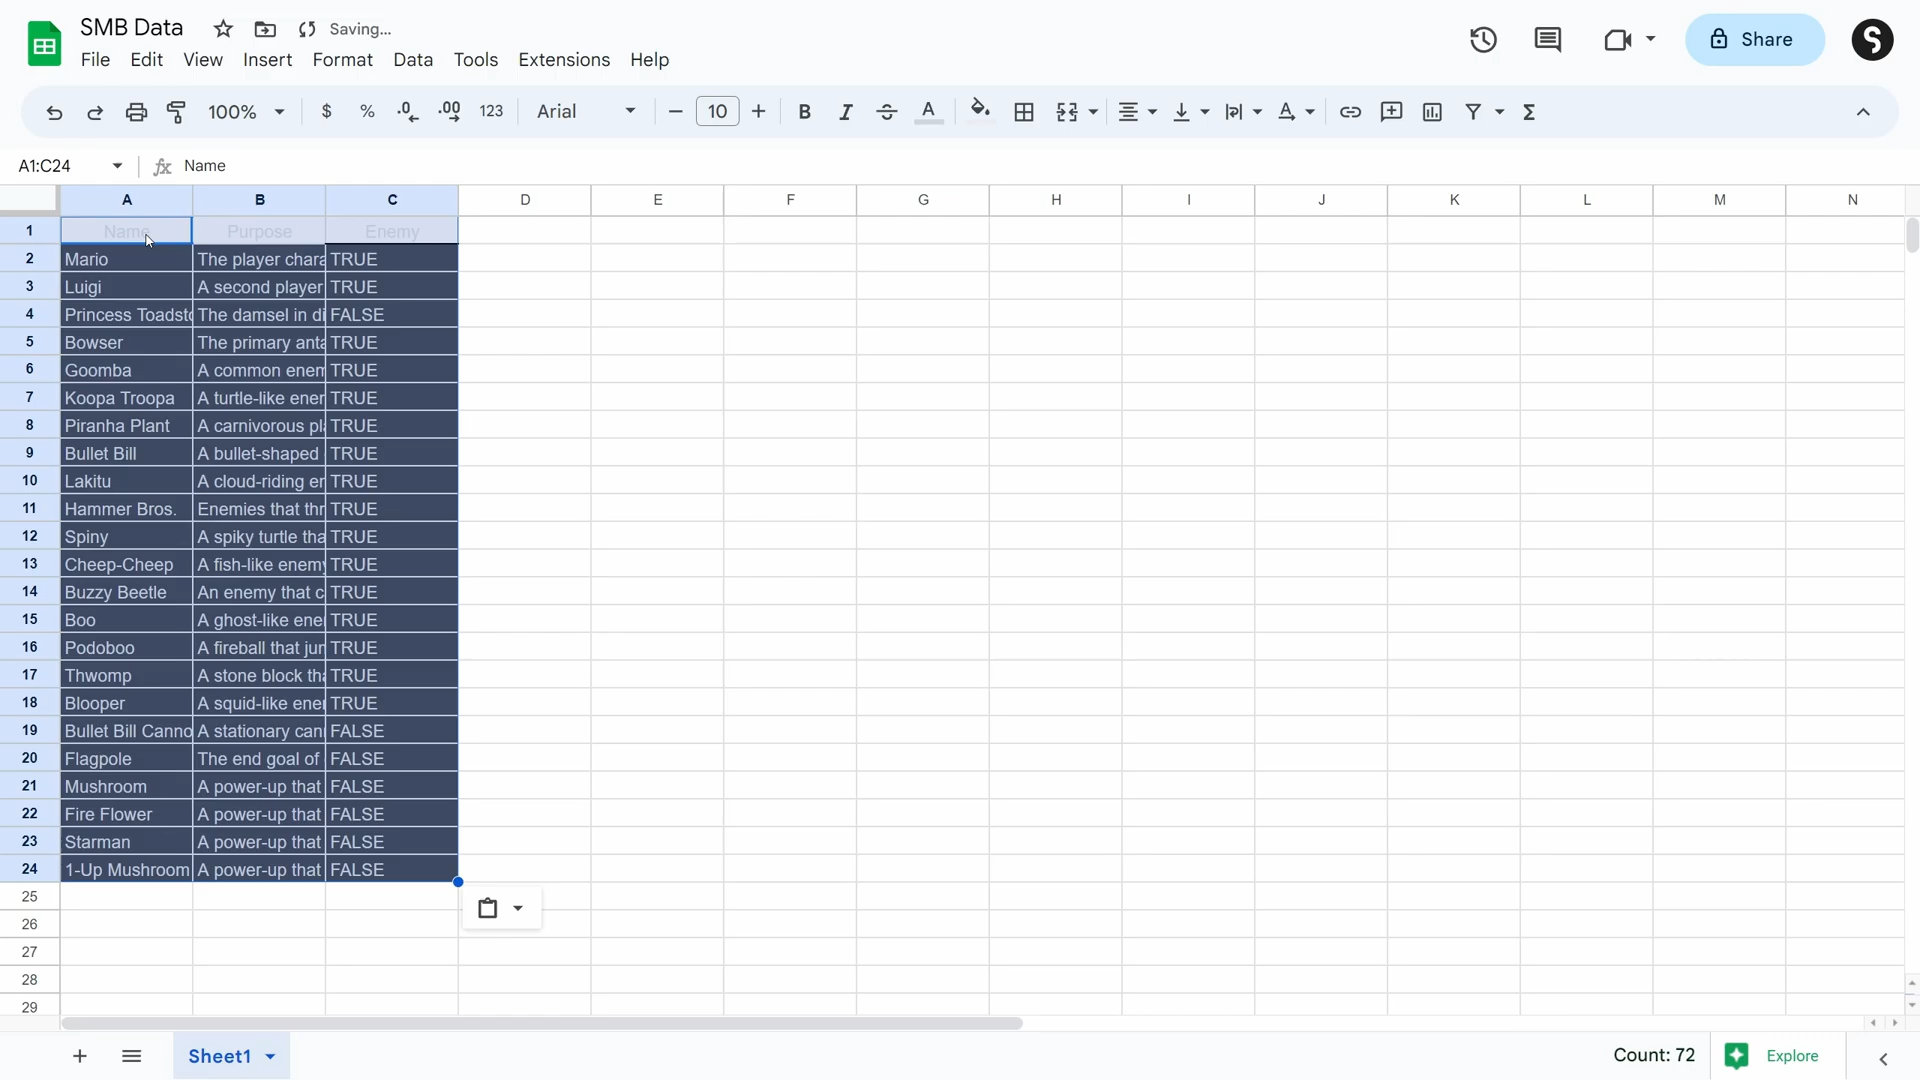 SMB Data Saving...
File Edit View Insert Format Data Tools Extensions Help
Share
100% $ % .0 .00 123 Arial 10 B I S A A Σ
A1:C24 fx Name
A B C D E F G H I J K L M N
1 Name Purpose Enemy
2 Mario The player chara TRUE
3 Luigi A second player TRUE
4 Princess Toadsto The damsel in di FALSE
5 Bowser The primary anta TRUE
6 Goomba A common enem TRUE
7 Koopa Troopa A turtle-like ener TRUE
8 Piranha Plant A carnivorous pla TRUE
9 Bullet Bill A bullet-shaped TRUE
10 Lakitu A cloud-riding er TRUE
11 Hammer Bros. Enemies that thr TRUE
12 Spiny A spiky turtle tha TRUE
13 Cheep-Cheep A fish-like enemy TRUE
14 Buzzy Beetle An enemy that c TRUE
15 Boo A ghost-like ene TRUE
16 Podoboo A fireball that jur TRUE
17 Thwomp A stone block tha TRUE
18 Blooper A squid-like ener TRUE
19 Bullet Bill Canno A stationary can FALSE
20 Flagpole The end goal of FALSE
21 Mushroom A power-up that FALSE
22 Fire Flower A power-up that FALSE
23 Starman A power-up that FALSE
24 1-Up Mushroom A power-up that FALSE
25
26
27
28
29
Sheet1 Count: 72 Explore